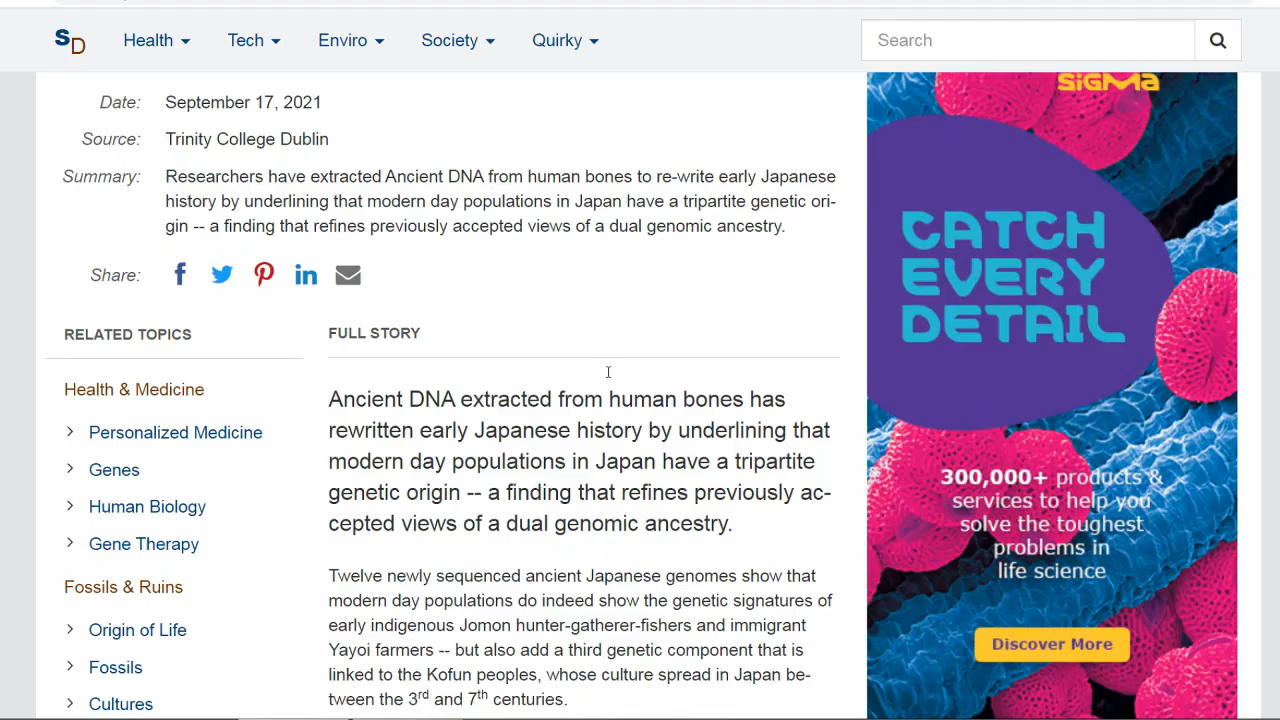 SD Health Tech Enviro Society Quirky Search
SiGMa
Date: September 17, 2021
Source: Trinity College Dublin
Summary: Researchers have extracted Ancient DNA from human bones to re-write early Japanese
history by underlining that modern day populations in Japan have a tripartite genetic ori-
gin -- a finding that refines previously accepted views of a dual genomic ancestry.
Share:
RELATED TOPICS
Health & Medicine
Personalized Medicine
Genes
Human Biology
Gene Therapy
Fossils & Ruins
Origin of Life
Fossils
Cultures
FULL STORY
Ancient DNA extracted from human bones has
rewritten early Japanese history by underlining that
modern day populations in Japan have a tripartite
genetic origin -- a finding that refines previously ac-
cepted views of a dual genomic ancestry.
Twelve newly sequenced ancient Japanese genomes show that
modern day populations do indeed show the genetic signatures of
early indigenous Jomon hunter-gatherer-fishers and immigrant
Yayoi farmers -- but also add a third genetic component that is
linked to the Kofun peoples, whose culture spread in Japan be-
tween the 3rd and 7th centuries.
CATCH
EVERY
DETAIL
300,000+ products &
services to help you
solve the toughest
problems in
life science
Discover More